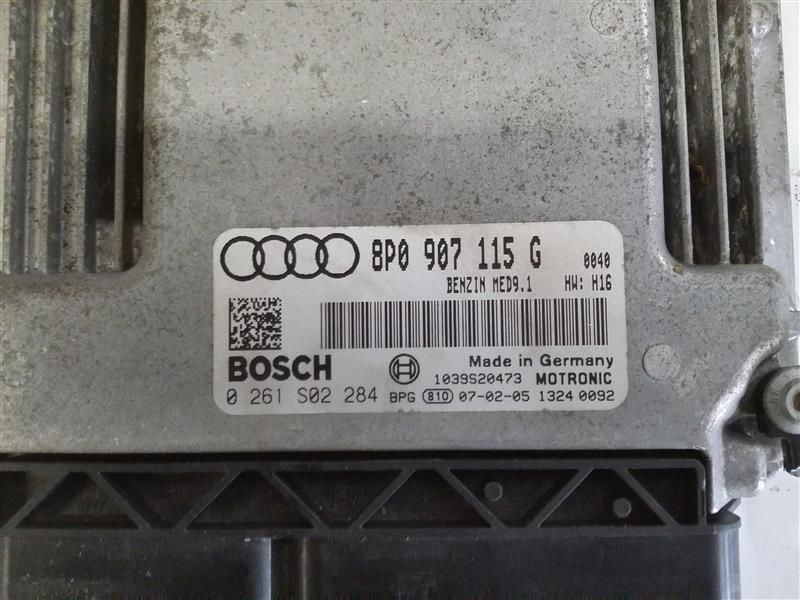 8P0 907 115 G 0040
BENZIN MED9.1 HW: H16
BOSCH Made in Germany
1039S20473 MOTRONIC
0 261 S02 284 BPG 810 07-02-05 1324 0092